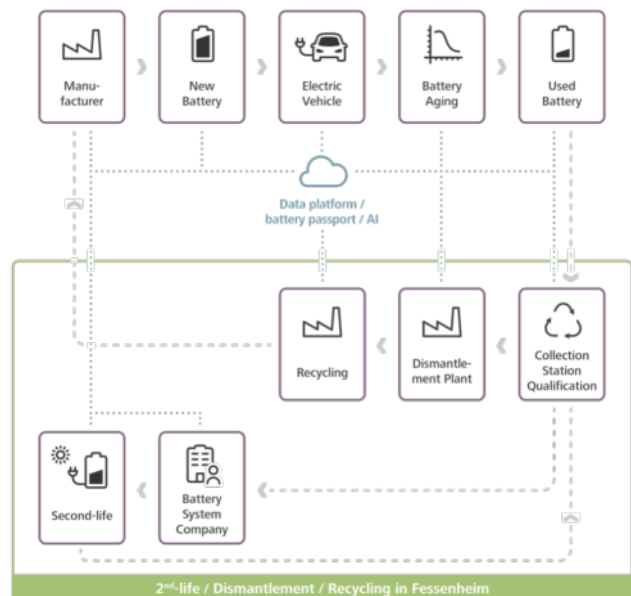 Manu-
facturer
New
Battery
Electric
Vehicle
Battery
Aging
Used
Battery
Data platform /
battery passport / AI
Recycling
Dismantle-
ment Plant
Collection
Station
Qualification
Second-life
Battery
System
Company
2nd-life / Dismantlement / Recycling in Fessenheim